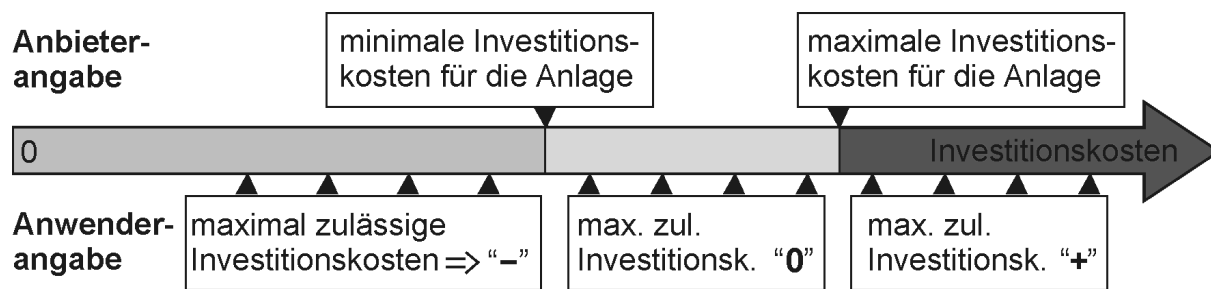 Anbieter-
angabe
minimale Investitions-
kosten für die Anlage
maximale Investitions-
kosten für die Anlage
0
Investitionskosten
Anwender-
angabe
maximal zulässige
Investitionskosten => “–”
max. zul.
Investitionsk. “0”
max. zul.
Investitionsk. “+”